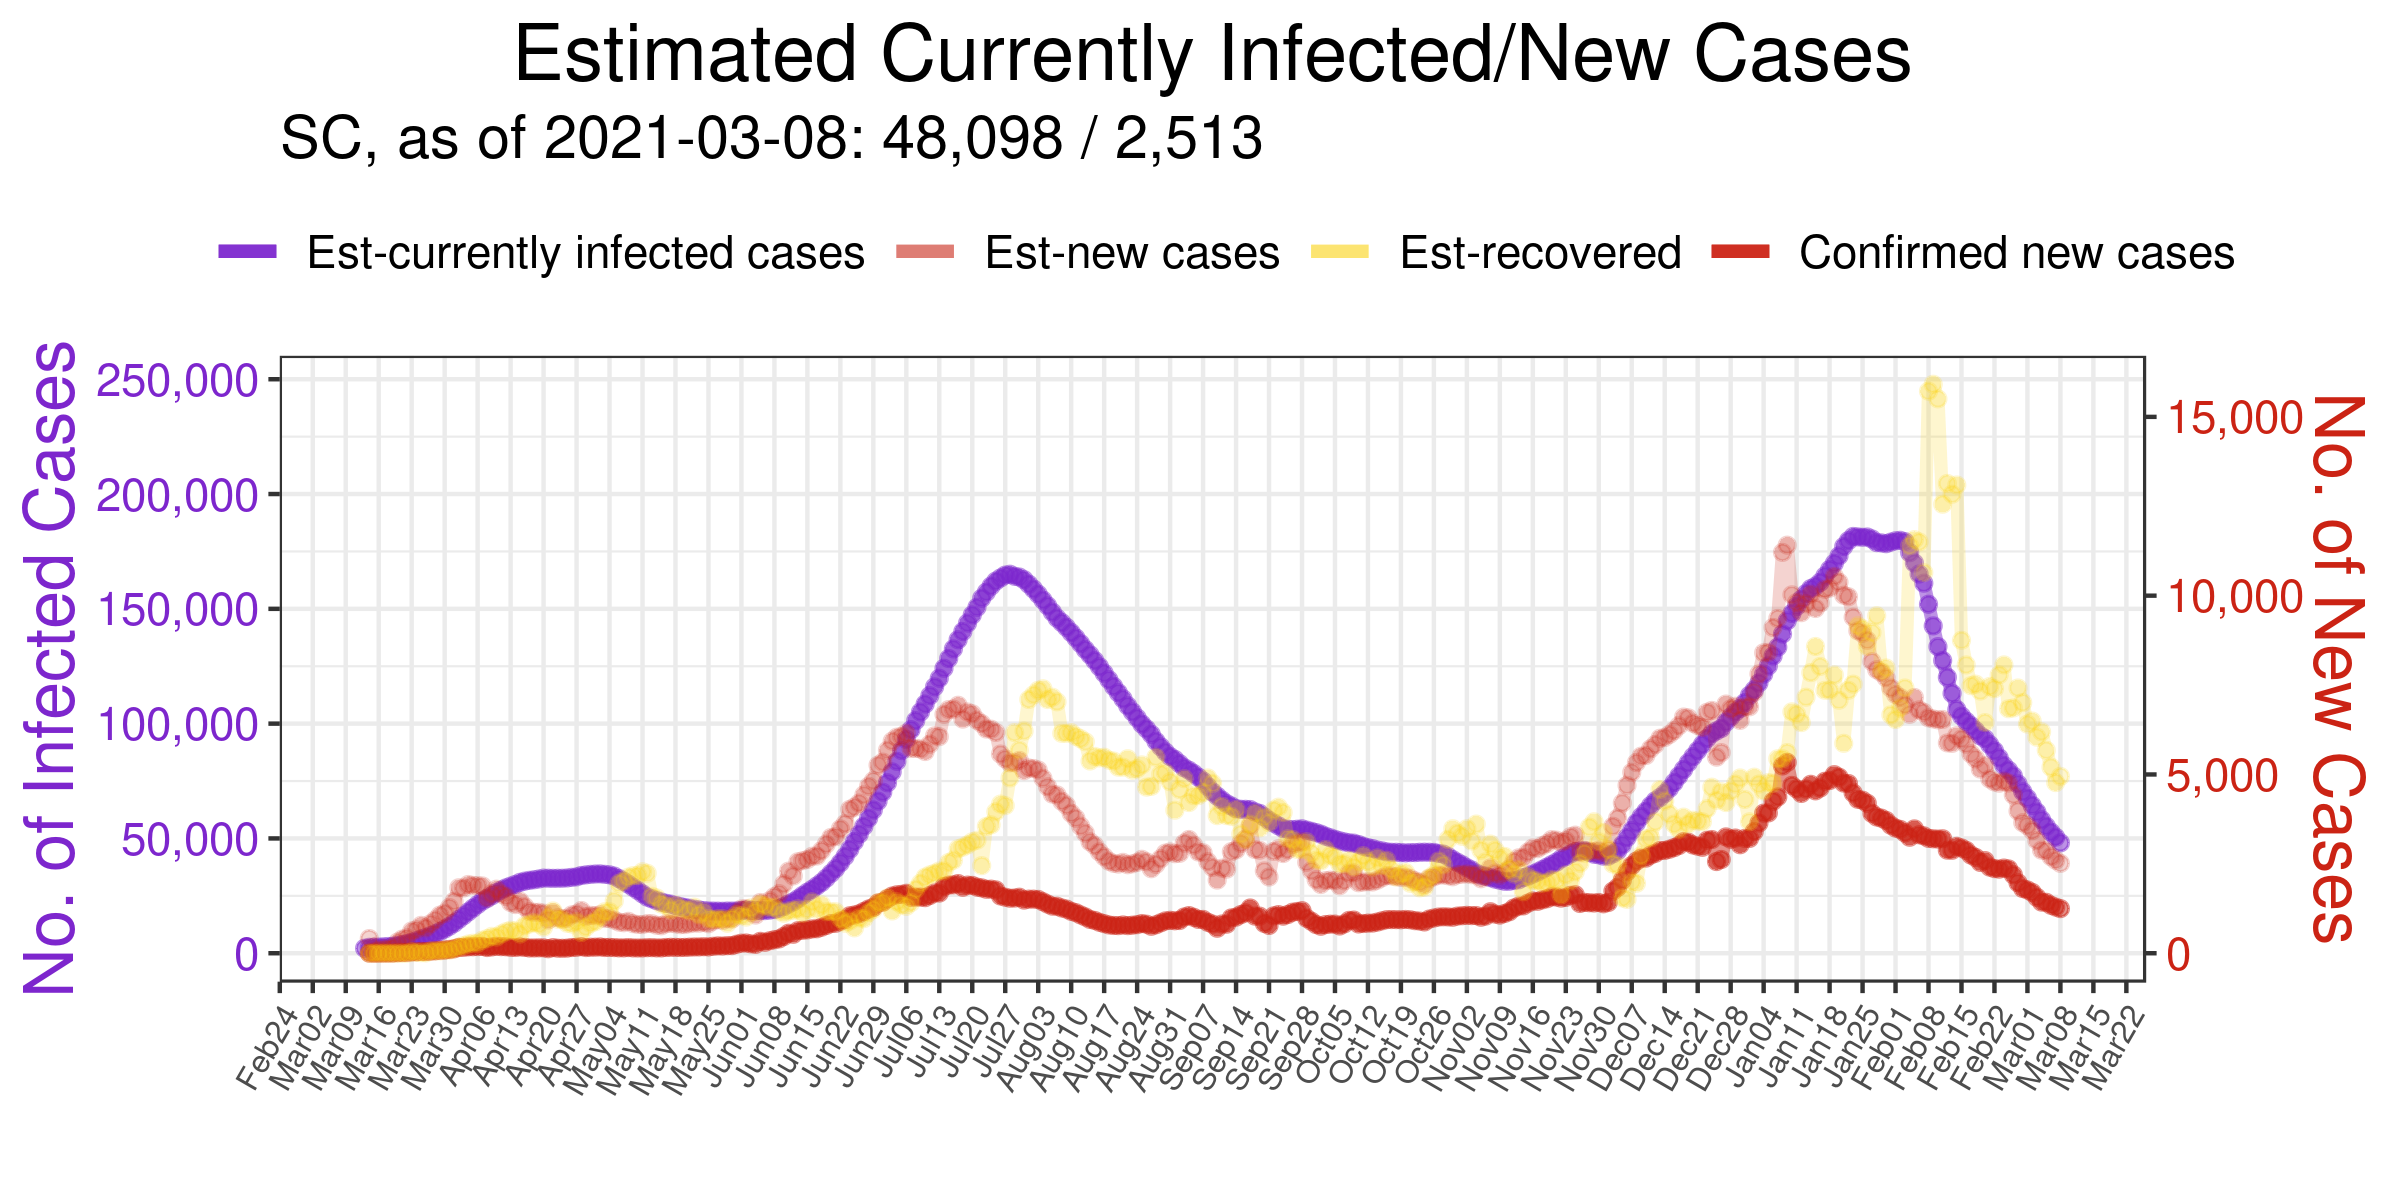 Estimated Currently Infected/New Cases
SC, as of 2021-03-08: 48,098 / 2,513
Est-currently infected cases Est-new cases Est-recovered Confirmed new cases
No. of Infected Cases
250,000
200,000
150,000
100,000
50,000
0
15,000
10,000
5,000
0
No. of New Cases
Feb24 Mar02 Mar09 Mar16 Mar23 Mar30 Apr06 Apr13 Apr20 Apr27 May04 May11 May18 May25 Jun01 Jun08 Jun15 Jun22 Jun29 Jul06 Jul13 Jul20 Jul27 Aug03 Aug10 Aug17 Aug24 Aug31 Sep07 Sep14 Sep21 Sep28 Oct05 Oct12 Oct19 Oct26 Nov02 Nov09 Nov16 Nov23 Nov30 Dec07 Dec14 Dec21 Dec28 Jan04 Jan11 Jan18 Jan25 Feb01 Feb08 Feb15 Feb22 Mar01 Mar08 Mar15 Mar22